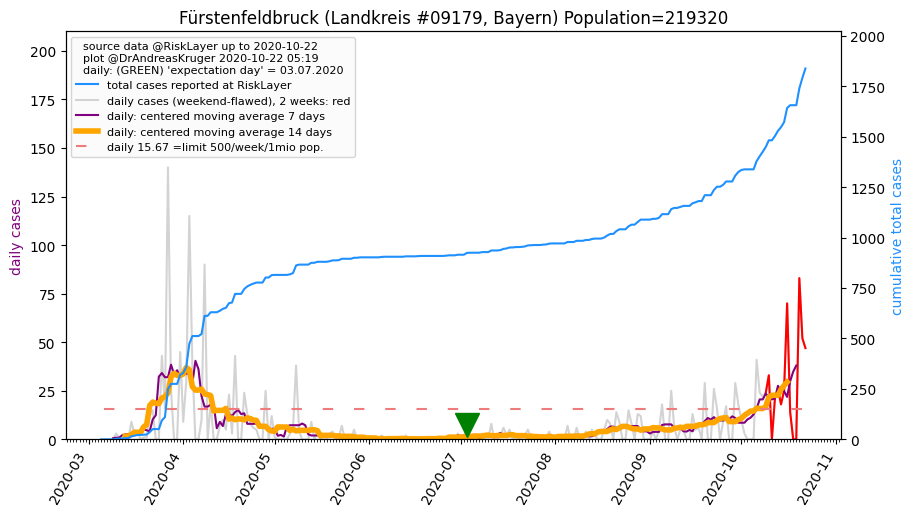 Fürstenfeldbruck (Landkreis #09179, Bayern) Population=219320
source data @RiskLayer up to 2020-10-22
plot @DrAndreasKruger 2020-10-22 05:19
daily: (GREEN) 'expectation day' = 03.07.2020
total cases reported at RiskLayer
daily cases (weekend-flawed), 2 weeks: red
daily: centered moving average 7 days
daily: centered moving average 14 days
daily 15.67 =limit 500/week/1mio pop.
daily cases
200
175
150
125
100
75
50
25
0
2000
1750
1500
1250
1000
750
500
250
0
cumulative total cases
2020-03
2020-04
2020-05
2020-06
2020-07
2020-08
2020-09
2020-10
2020-11